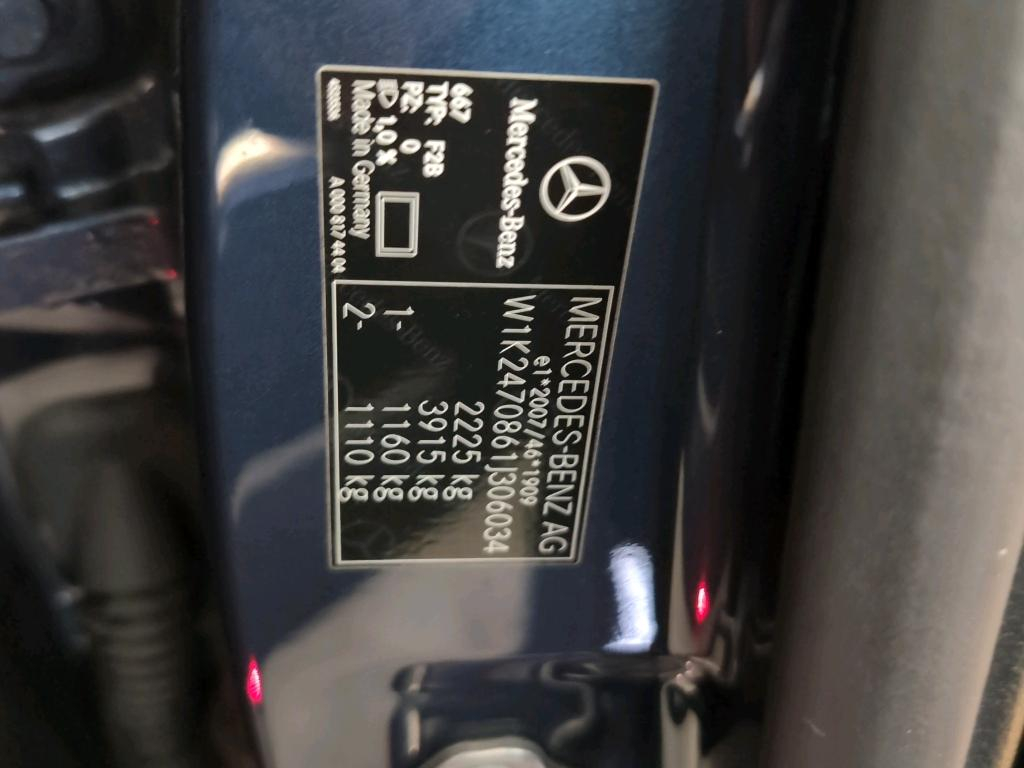 Mercedes-Benz
667
TYP: F2B
PZ: 0
1,0 X
Made in Germany
A 000 817 44 04
MERCEDES-BENZ AG
e1*2007/46*1909
W1K2470861J306034
2225 kg
3915 kg
1- 1160 kg
2- 1110 kg